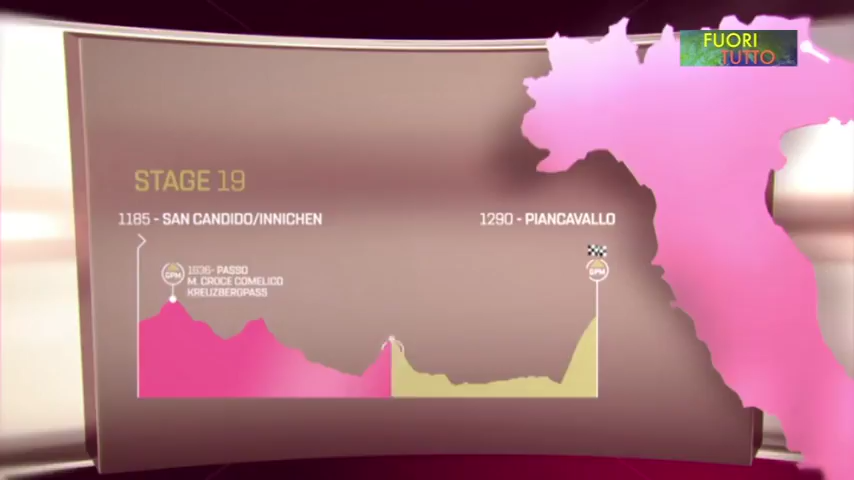 FUORI
TUTTO
STAGE 19
1185 - SAN CANDIDO/INNICHEN
1290 - PIANCAVALLO
GPM
1636- PASSO
M. CROCE COMELICO
KREUZBERGPASS
GPM